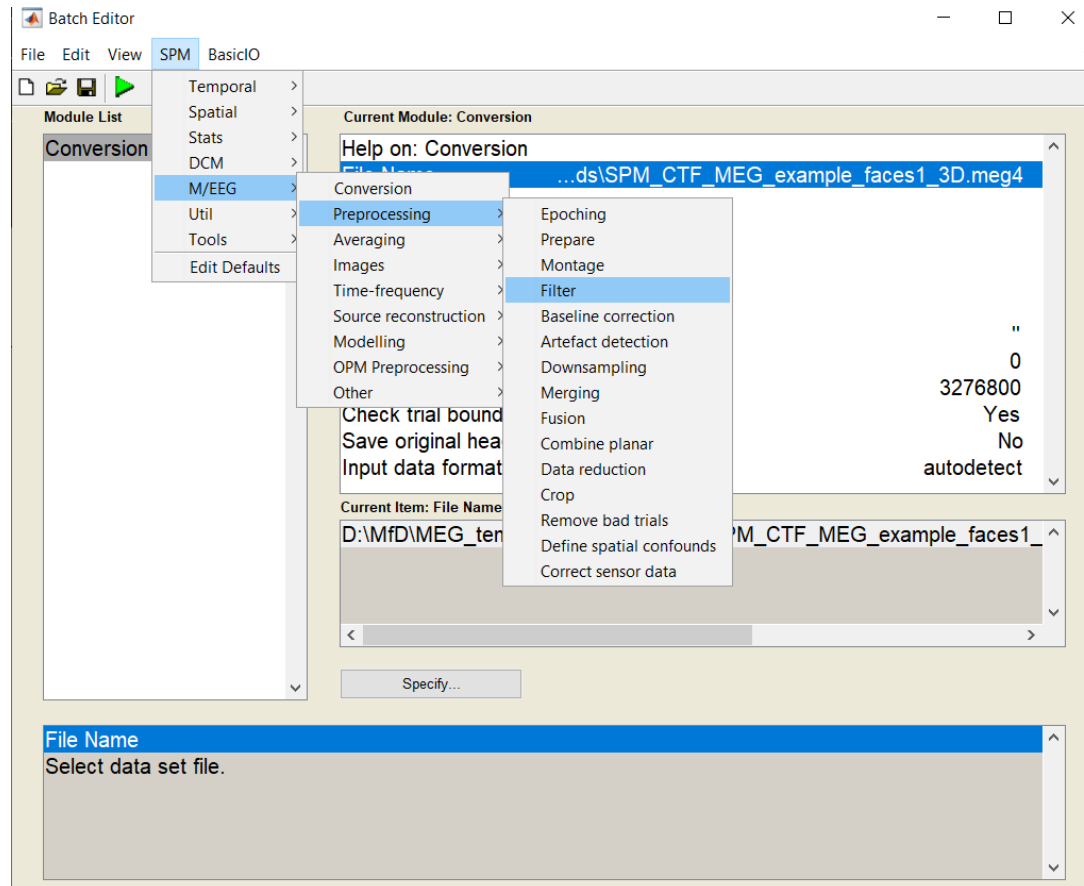 Batch Editor
File Edit View SPM BasicIO
Module List
Conversion
Temporal
Spatial
Stats
DCM
M/EEG
Util
Tools
Edit Defaults
Conversion
Preprocessing
Averaging
Images
Time-frequency
Source reconstruction
Modelling
OPM Preprocessing
Other
Epoching
Prepare
Montage
Filter
Baseline correction
Artefact detection
Downsampling
Merging
Fusion
Combine planar
Data reduction
Crop
Remove bad trials
Define spatial confounds
Correct sensor data
Current Module: Conversion
Help on: Conversion
File Name ...ds\SPM_CTF_MEG_example_faces1_3D.meg4
''
0
3276800
Check trial bound Yes
Save original hea No
Input data format autodetect
Current Item: File Name
D:\MfD\MEG_ten PM_CTF_MEG_example_faces1_
Specify...
File Name
Select data set file.